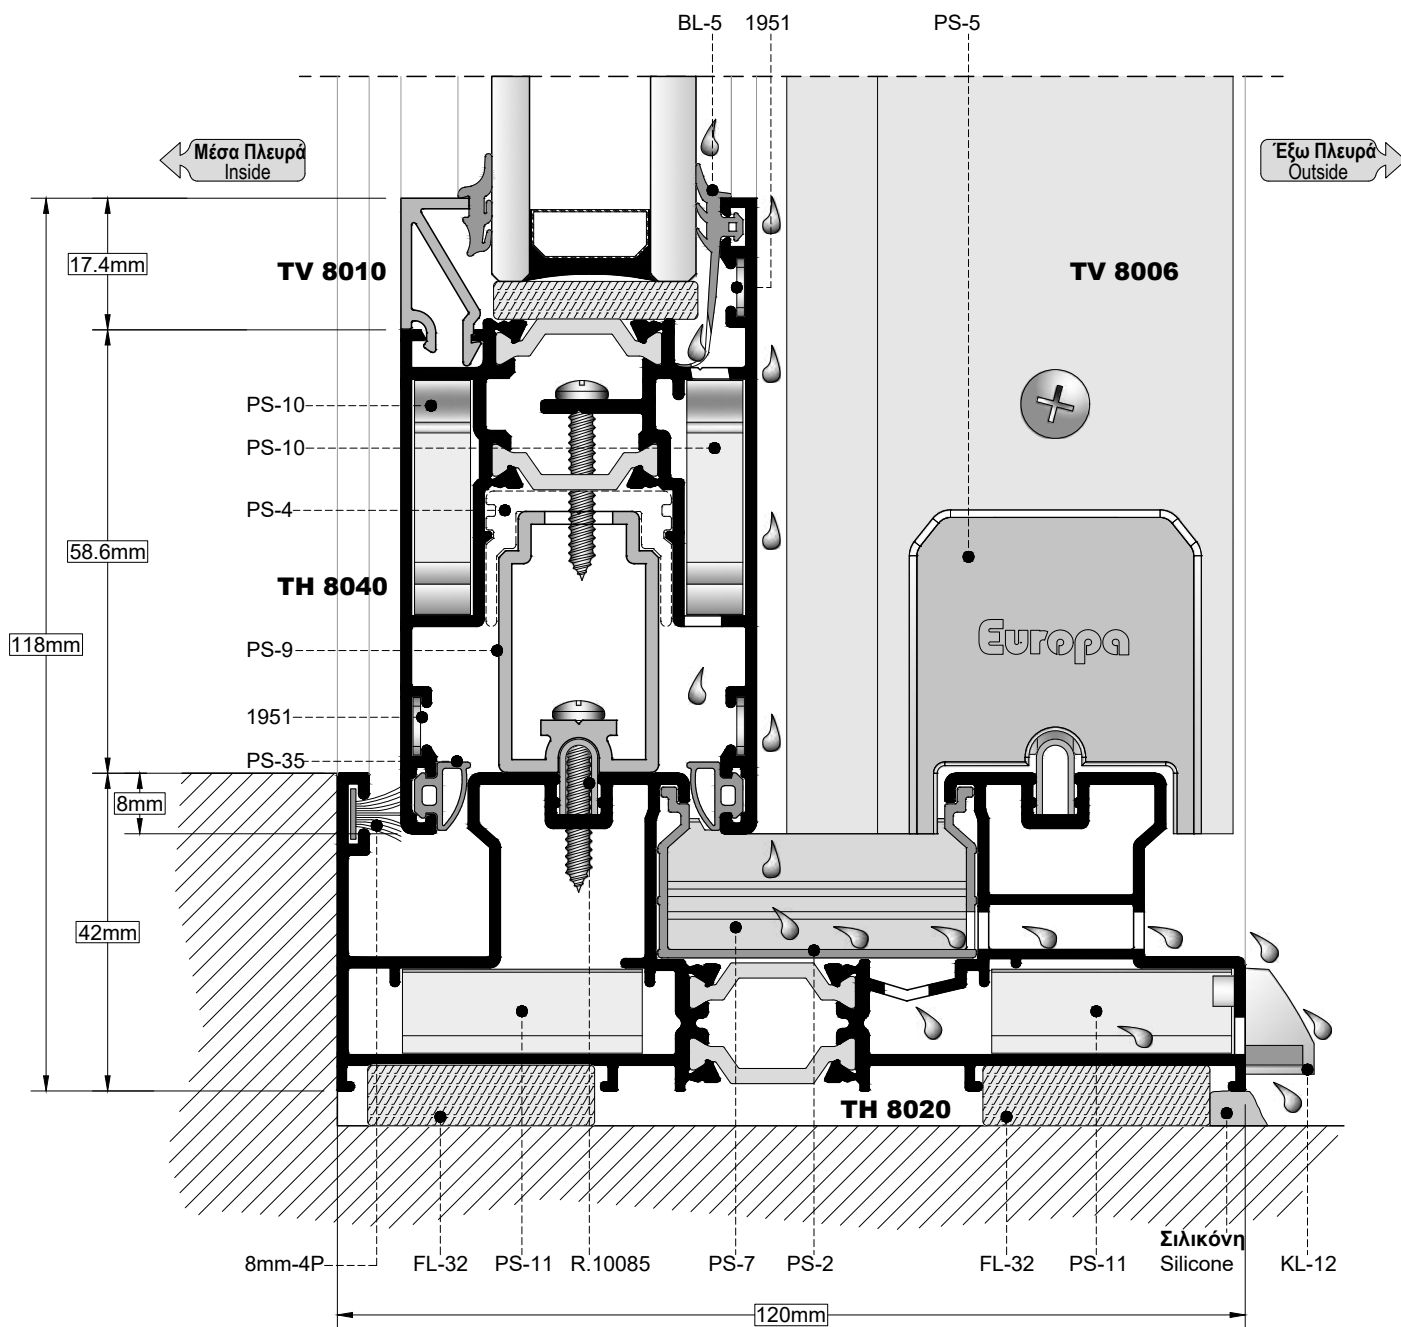 BL-5 1951 PS-5
Μέσα Πλευρά
Inside
Έξω Πλευρά
Outside
17.4mm
TV 8010
TV 8006
PS-10
PS-10
PS-4
58.6mm
TH 8040
118mm
PS-9
Europa
1951
PS-35
8mm
42mm
TH 8020
Σιλικόνη
8mm-4P FL-32 PS-11 R.10085 PS-7 PS-2 FL-32 PS-11 Silicone KL-12
120mm